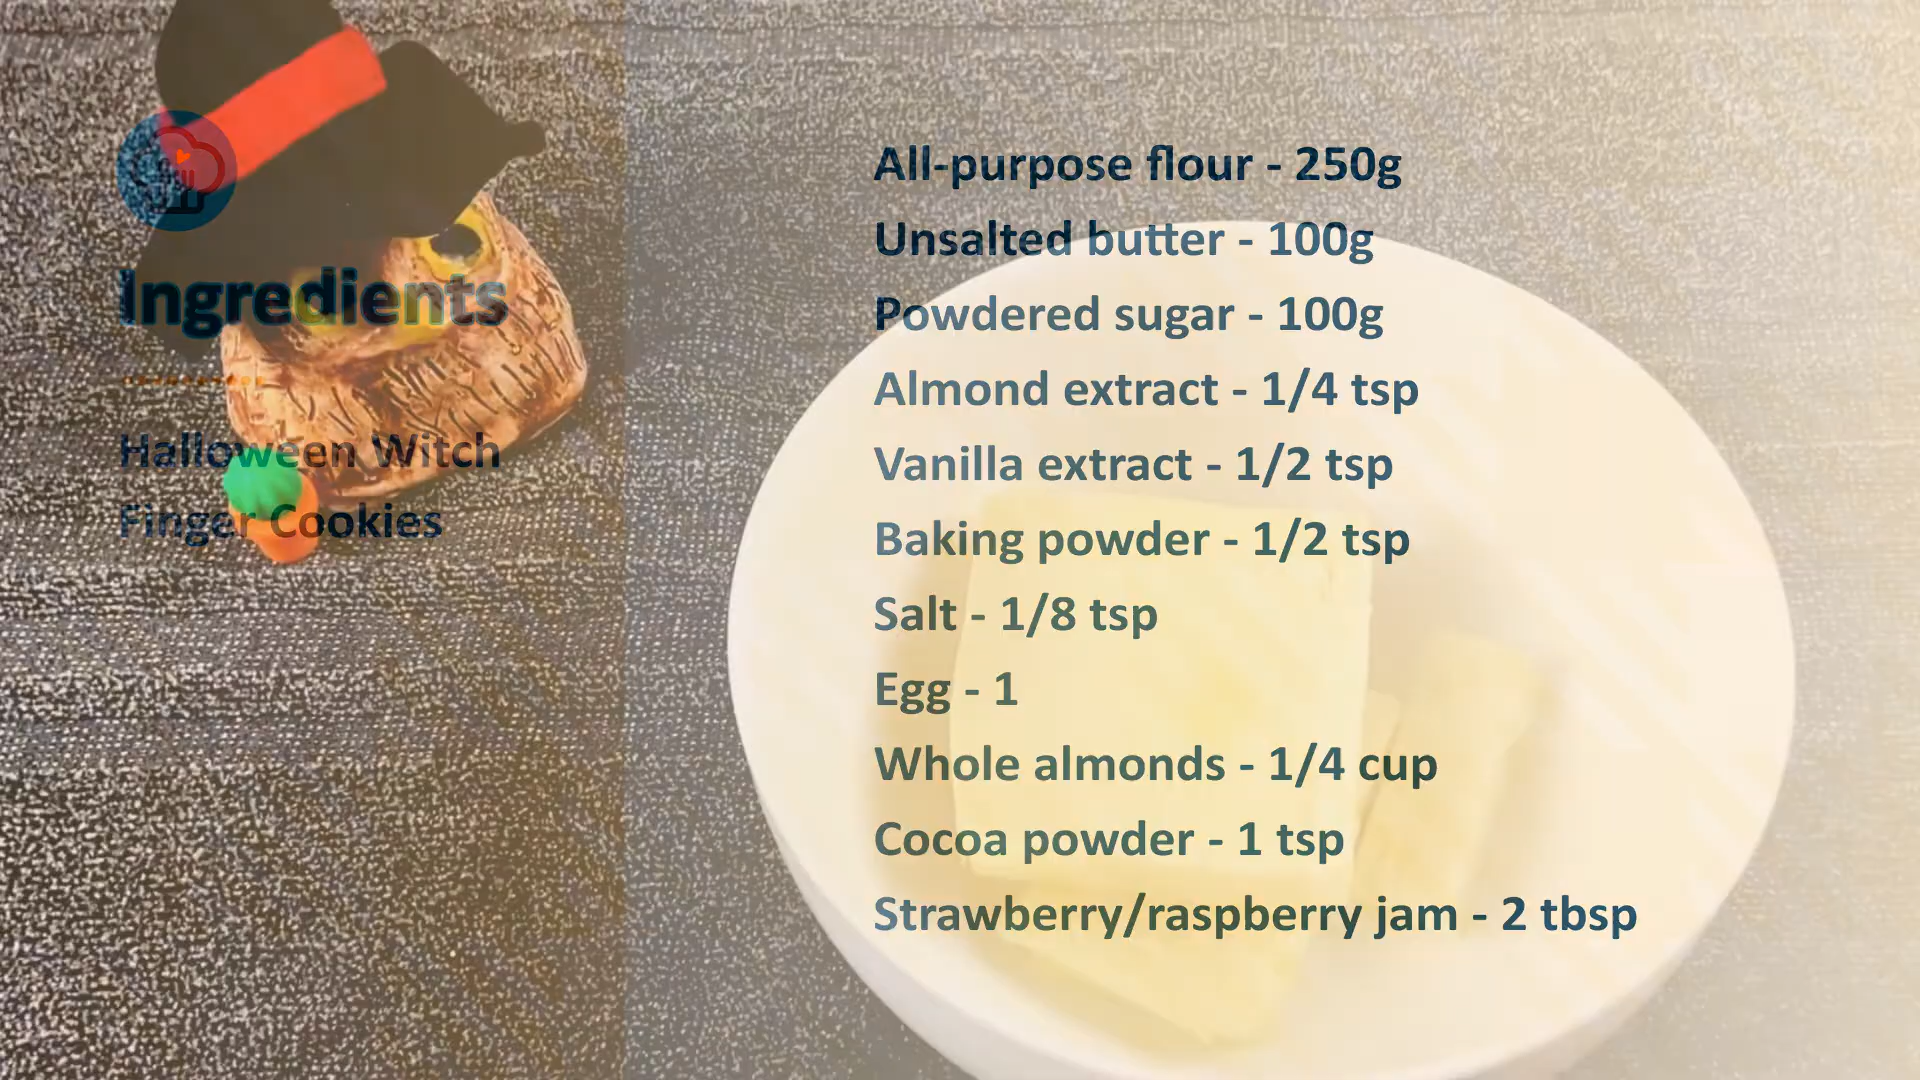 Ingredients
Halloween Witch
Finger Cookies
All-purpose flour - 250g
Unsalted butter - 100g
Powdered sugar - 100g
Almond extract - 1/4 tsp
Vanilla extract - 1/2 tsp
Baking powder - 1/2 tsp
Salt - 1/8 tsp
Egg - 1
Whole almonds - 1/4 cup
Cocoa powder - 1 tsp
Strawberry/raspberry jam - 2 tbsp